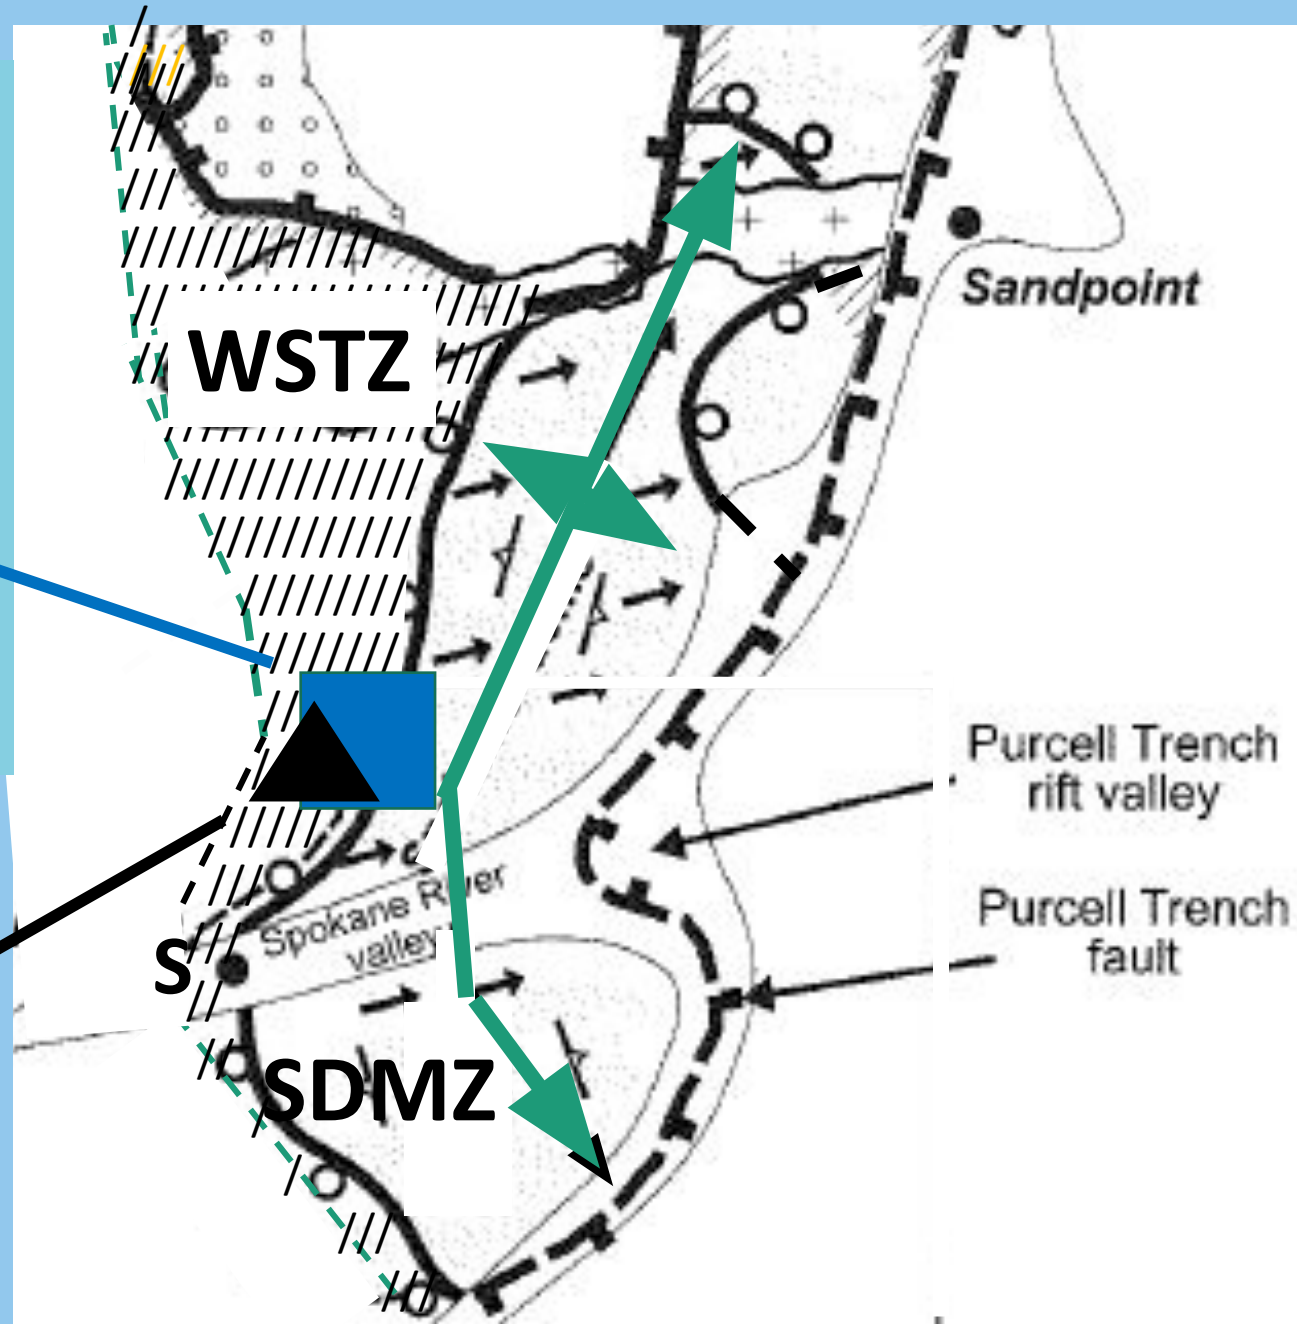 Sandpoint
WSTZ
Purcell Trench
rift valley
Spokane River
valley
Purcell Trench
fault
S
SDMZ